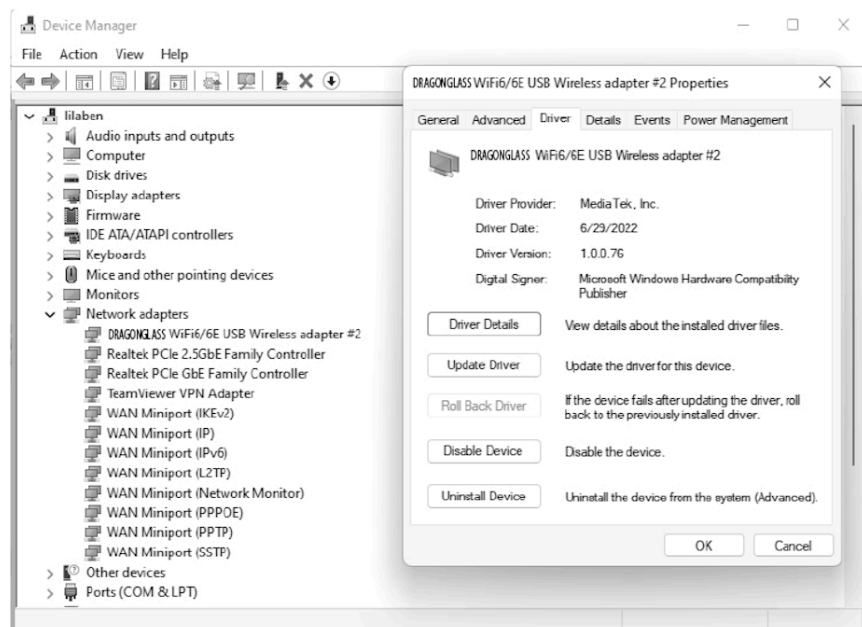 Device Manager
File Action View Help
lilaben
Audio inputs and outputs
Computer
Disk drives
Display adapters
Firmware
IDE ATA/ATAPI controllers
Keyboards
Mice and other pointing devices
Monitors
Network adapters
DRAGONGLASS WiFi6/6E USB Wireless adapter #2
Realtek PCIe 2.5GbE Family Controller
Realtek PCIe GbE Family Controller
TeamViewer VPN Adapter
WAN Miniport (IKEv2)
WAN Miniport (IP)
WAN Miniport (IPv6)
WAN Miniport (L2TP)
WAN Miniport (Network Monitor)
WAN Miniport (PPPOE)
WAN Miniport (PPTP)
WAN Miniport (SSTP)
Other devices
Ports (COM & LPT)
DRAGONGLASS WiFi6/6E USB Wireless adapter #2 Properties
General Advanced Driver Details Events Power Management
DRAGONGLASS WiFi6/6E USB Wireless adapter #2
Driver Provider: MediaTek, Inc.
Driver Date: 6/29/2022
Driver Version: 1.0.0.76
Digital Signer: Microsoft Windows Hardware Compatibility
Publisher
Driver Details View details about the installed driver files.
Update Driver Update the driver for this device.
Roll Back Driver If the device fails after updating the driver, roll
back to the previously installed driver.
Disable Device Disable the device.
Uninstall Device Uninstall the device from the system (Advanced).
OK Cancel